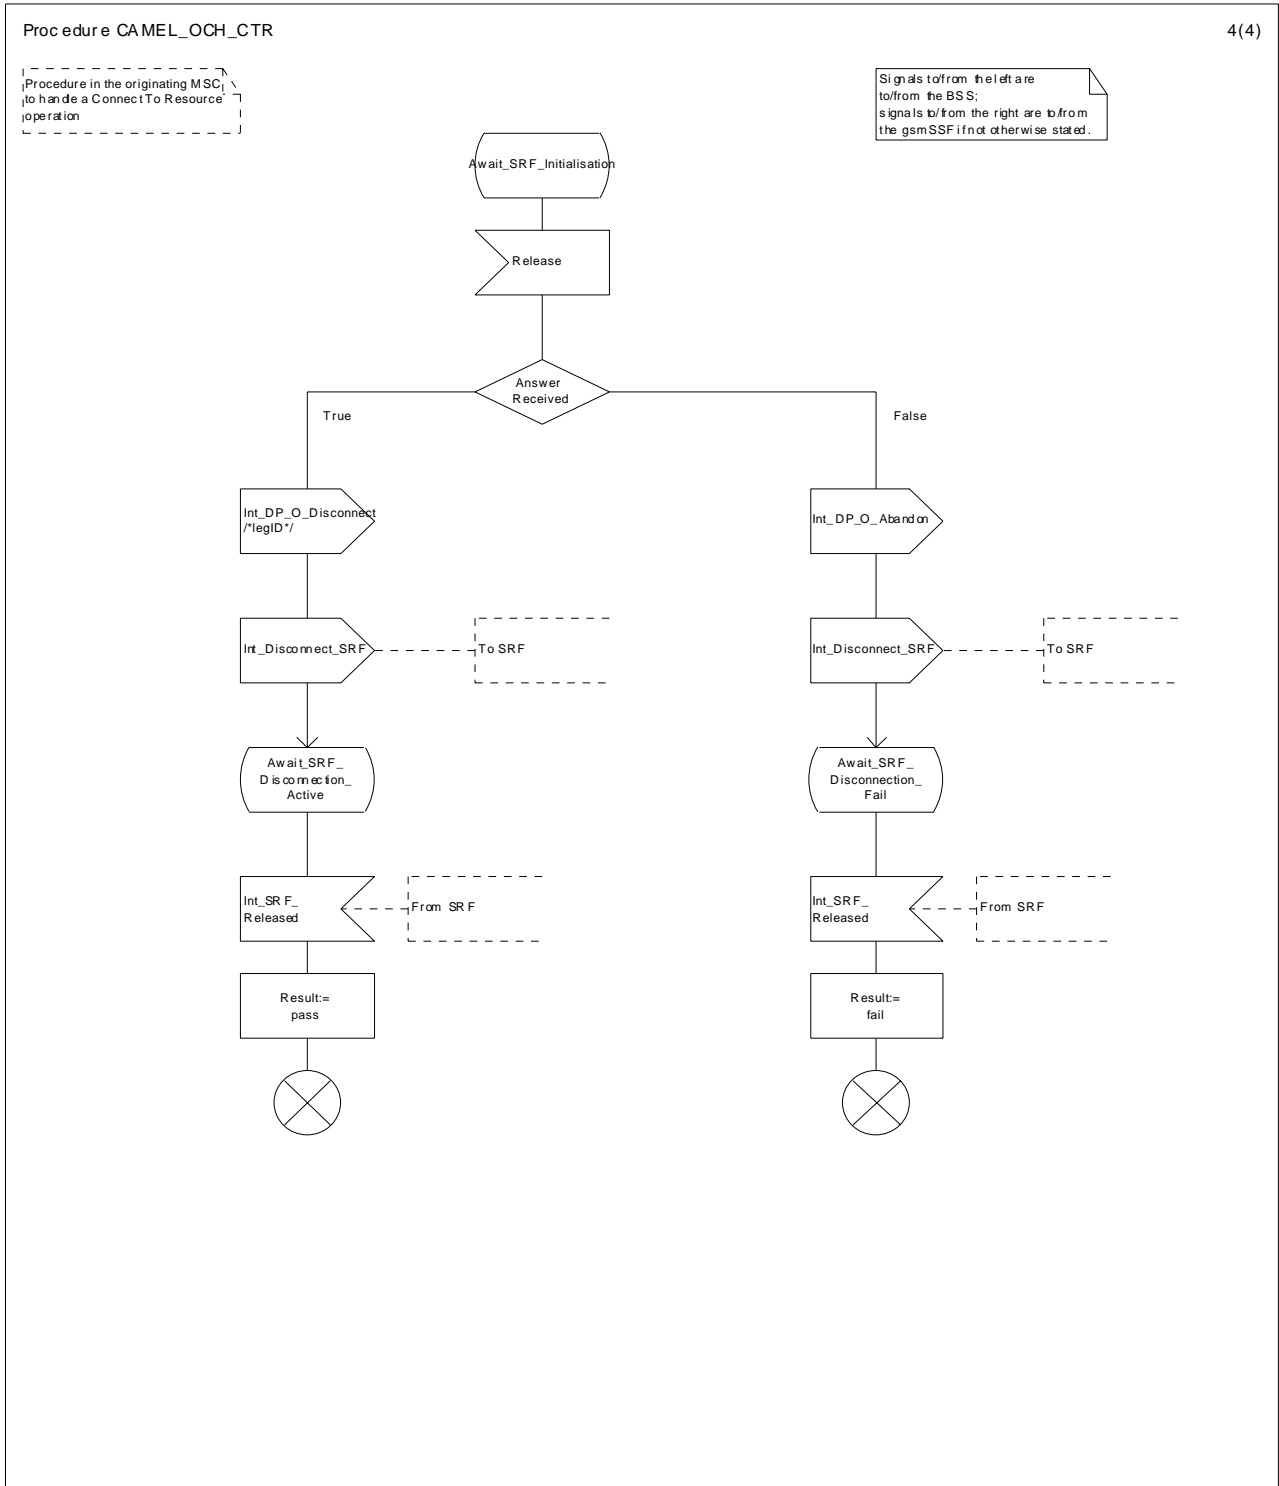 Procedure CAMEL_OCH_CTR
4(4)
Procedure in the originating MSC
to handle a Connect To Resource
operation
Signals to/from the left are
to/from the BSS;
signals to/from the right are to/from
the gsmSSF if not otherwise stated.
Await_SRF_Initialisation
Release
Answer
Received
True
False
Int_DP_O_Disconnect
/*legID*/
Int_DP_O_Abandon
Int_Disconnect_SRF
To SRF
Int_Disconnect_SRF
To SRF
Await_SRF_
Disconnection_
Active
Await_SRF_
Disconnection_
Fail
Int_SRF_
Released
From SRF
Int_SRF_
Released
From SRF
Result:=
pass
Result:=
fail